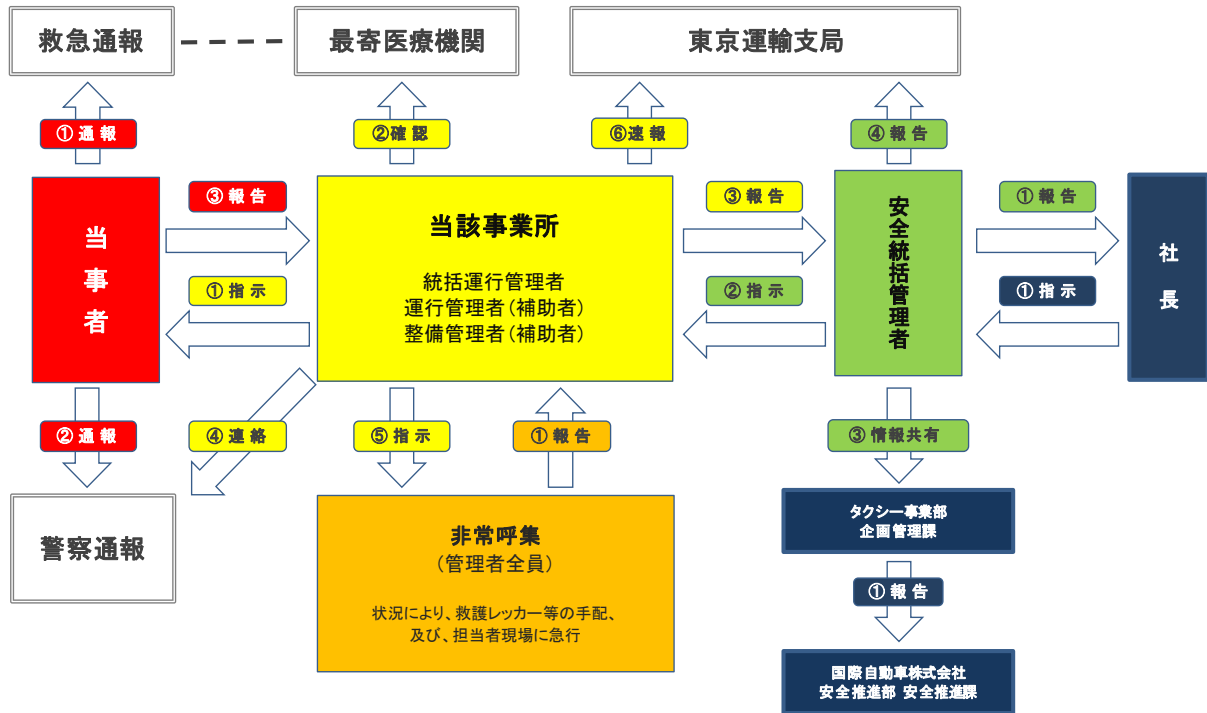 救急通報
最寄医療機関
東京運輸支局
①通報
②確認
⑥速報
④報告
当事者
③報告
①指示
当該事業所
統括運行管理者
運行管理者(補助者)
整備管理者(補助者)
③報告
②指示
安全統括管理者
①報告
①指示
社長
②通報
④連絡
⑤指示
①報告
③情報共有
警察通報
非常呼集
(管理者全員)
状況により、救護レッカー等の手配、
及び、担当者現場に急行
タクシー事業部
企画管理課
①報告
国際自動車株式会社
安全推進部 安全推進課